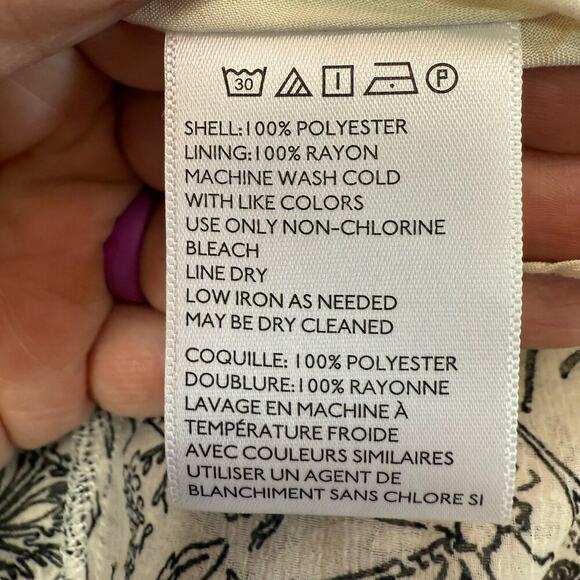 30 P
SHELL:100% POLYESTER
LINING:100% RAYON
MACHINE WASH COLD
WITH LIKE COLORS
USE ONLY NON-CHLORINE
BLEACH
LINE DRY
LOW IRON AS NEEDED
MAY BE DRY CLEANED
COQUILLE: 100% POLYESTER
DOUBLURE:100% RAYONNE
LAVAGE EN MACHINE À
TEMPÉRATURE FROIDE
AVEC COULEURS SIMILAIRES
UTILISER UN AGENT DE
BLANCHIMENT SANS CHLORE SI